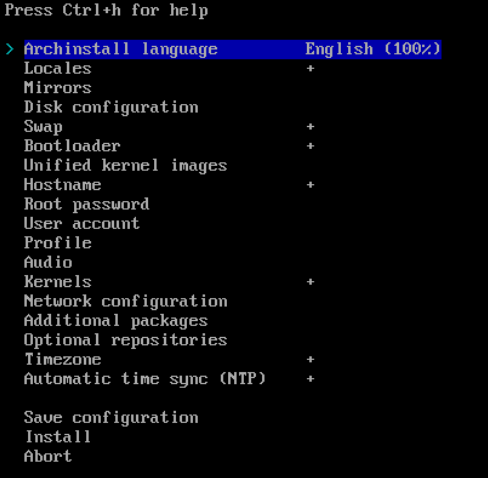 Press Ctrl+h for help
> Archinstall language English (100%)
Locales +
Mirrors
Disk configuration
Swap +
Bootloader +
Unified kernel images
Hostname +
Root password
User account
Profile
Audio
Kernels +
Network configuration
Additional packages
Optional repositories
Timezone +
Automatic time sync (NTP) +
Save configuration
Install
Abort